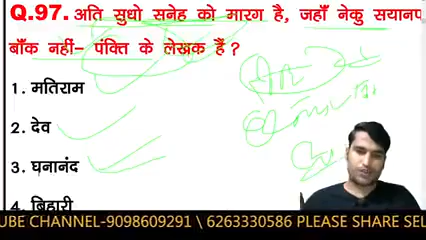 Q.97. अति सुधो सनेह को मारग है, जहाँ नेकु सयानप
बाँक नहीं– पंक्ति के लेखक हैं ?
1. मतिराम
2. देव
3. घनानंद
4. बिहारी
UBE CHANNEL-9098609291 \ 6263330586 PLEASE SHARE SEL